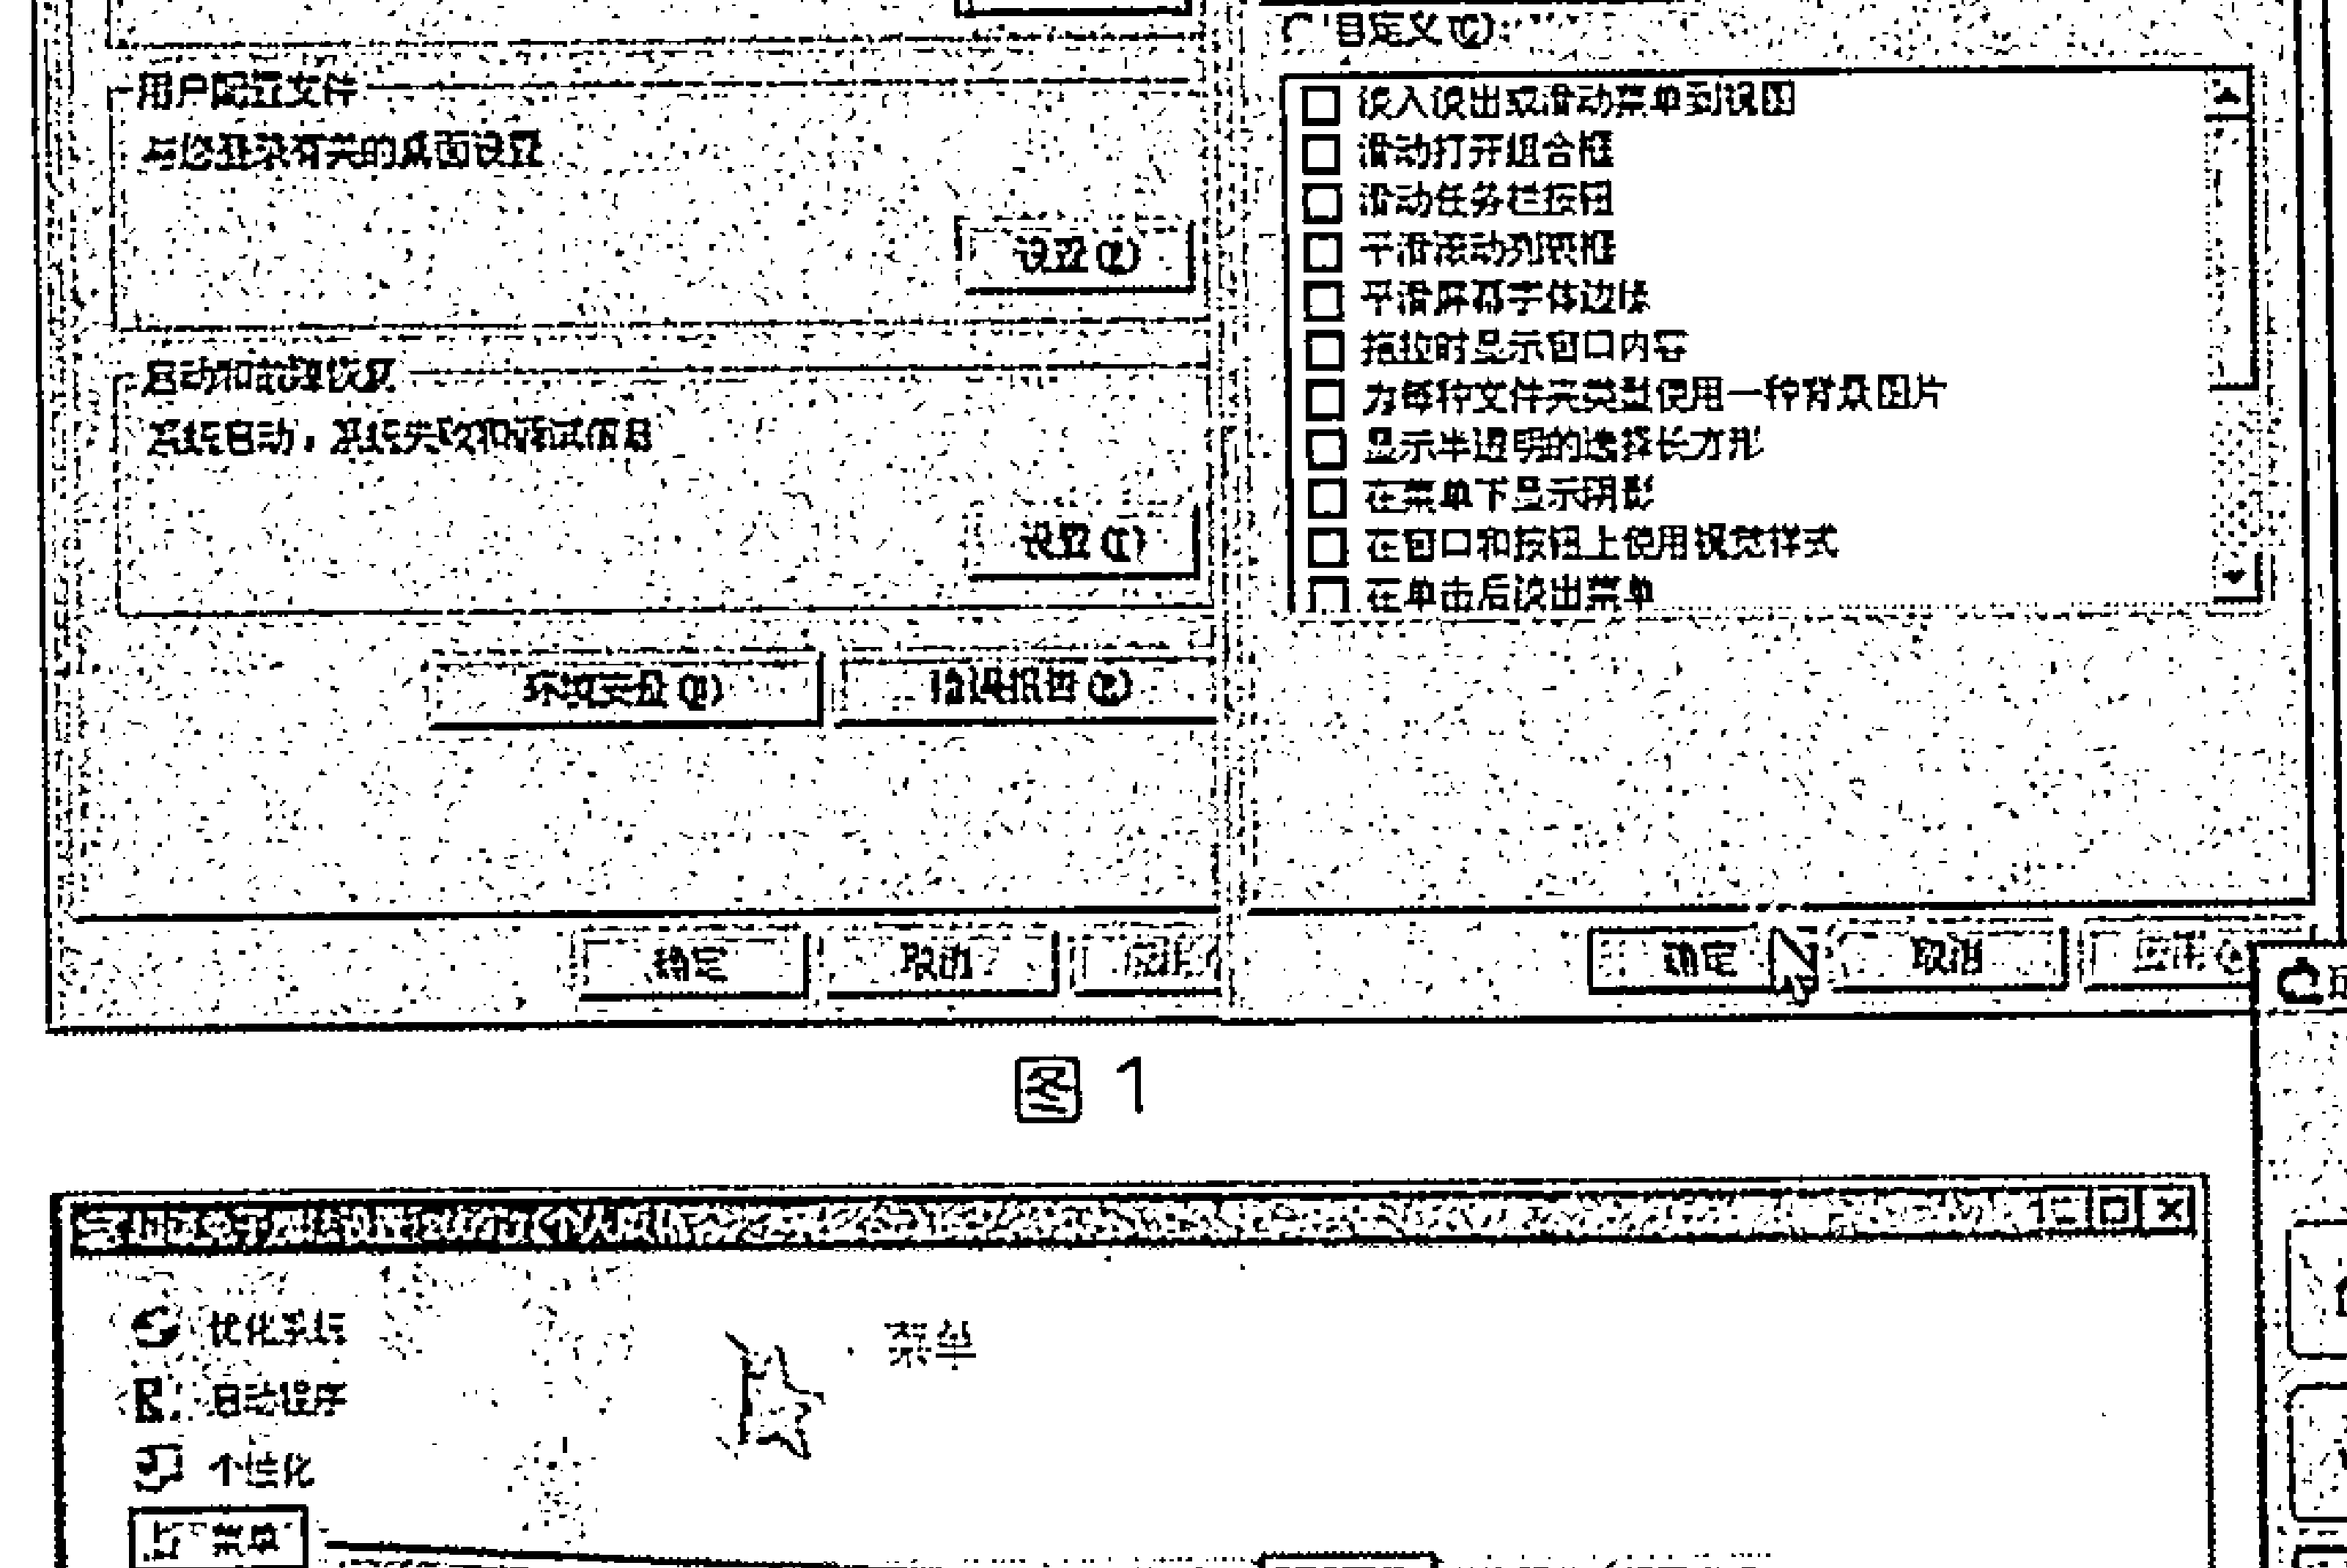 用户配置文件
与您登录有关的桌面设置
设置(E)
启动和故障恢复
系统启动，系统失败和调试信息
设置(T)
环境变量(N)
错误报告(R)
确定
取消
自定义(C):
淡入淡出或滑动菜单到视图
滑动打开组合框
滑动任务栏按钮
平滑滚动列表框
平滑屏幕字体边缘
拖拉时显示窗口内容
为每种文件夹类型使用一种背景图片
显示半透明的选择长方形
在菜单下显示阴影
在窗口和按钮上使用视觉样式
在单击后淡出菜单
确定
取消
应用(A)
图 1
优化系统
启动程序
个性化
菜单
菜单